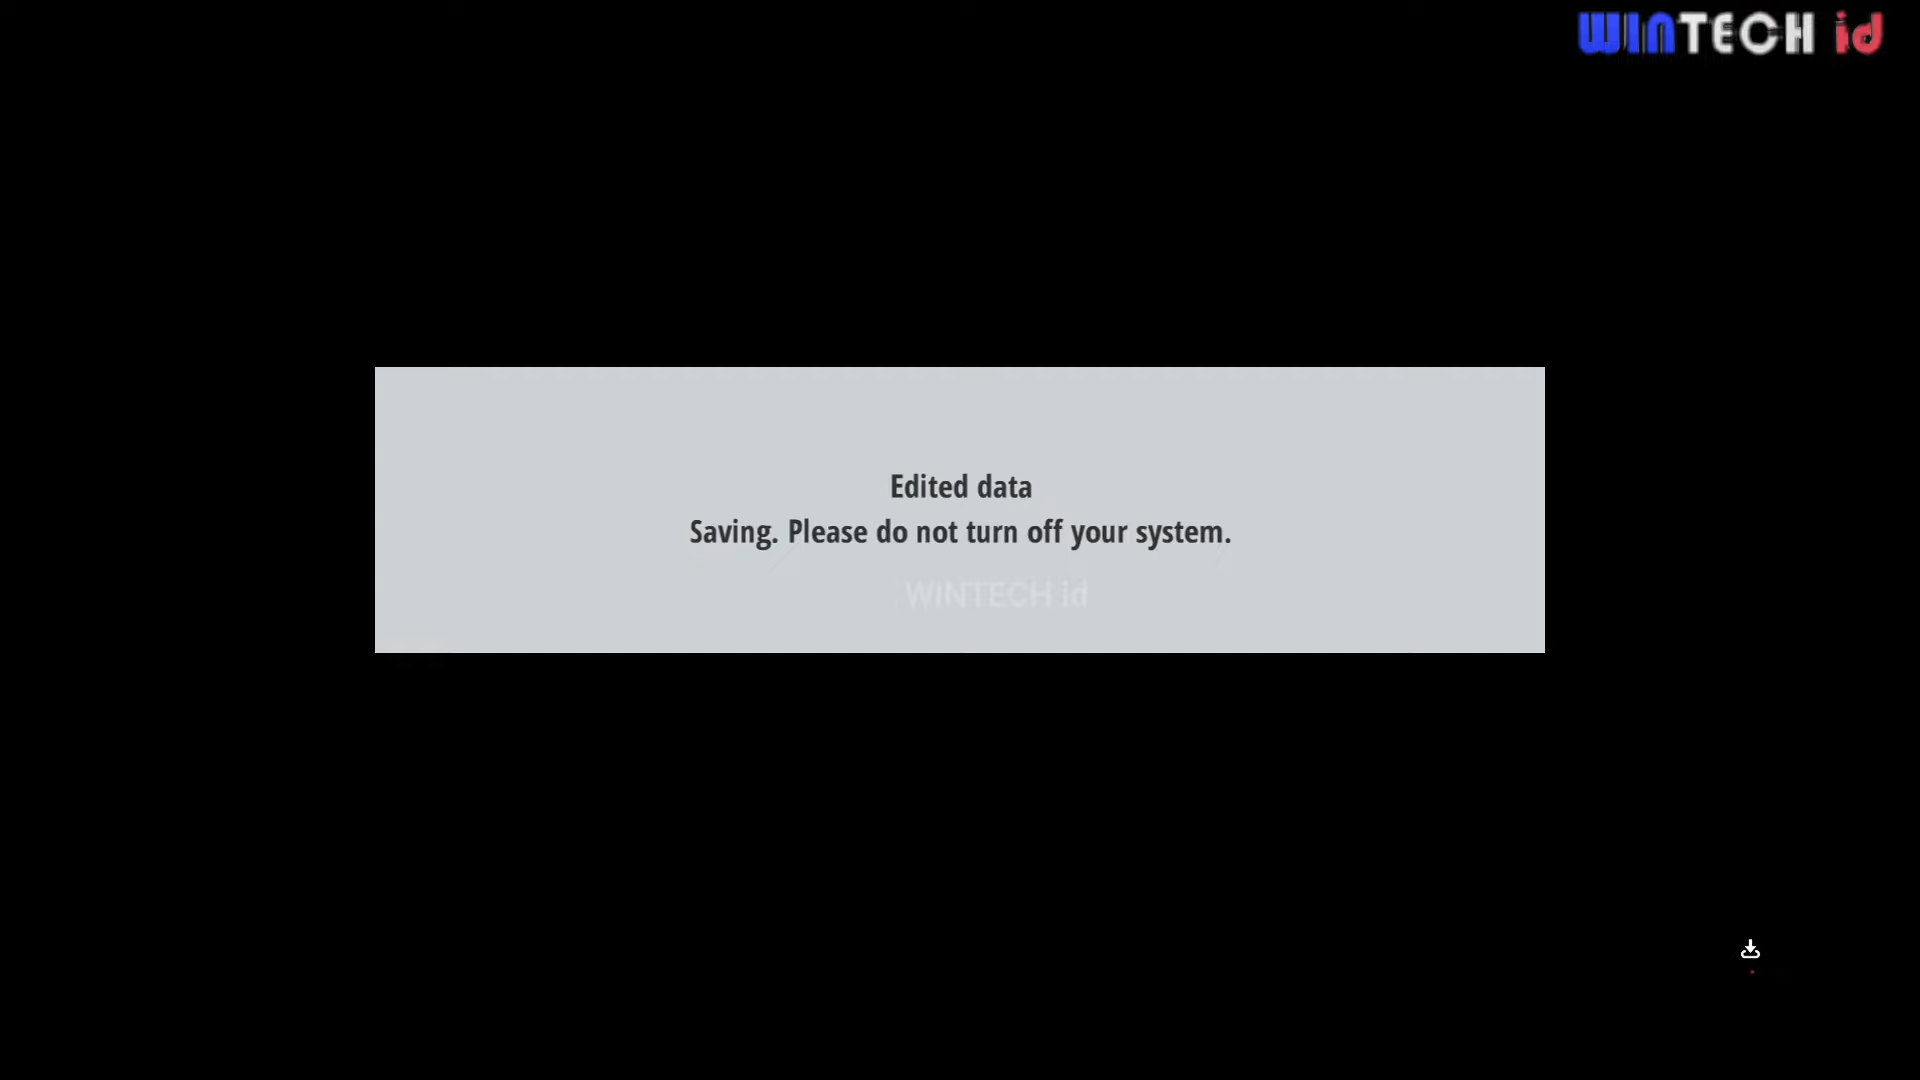 WINTECH id
Edited data
Saving. Please do not turn off your system.
WINTECH id